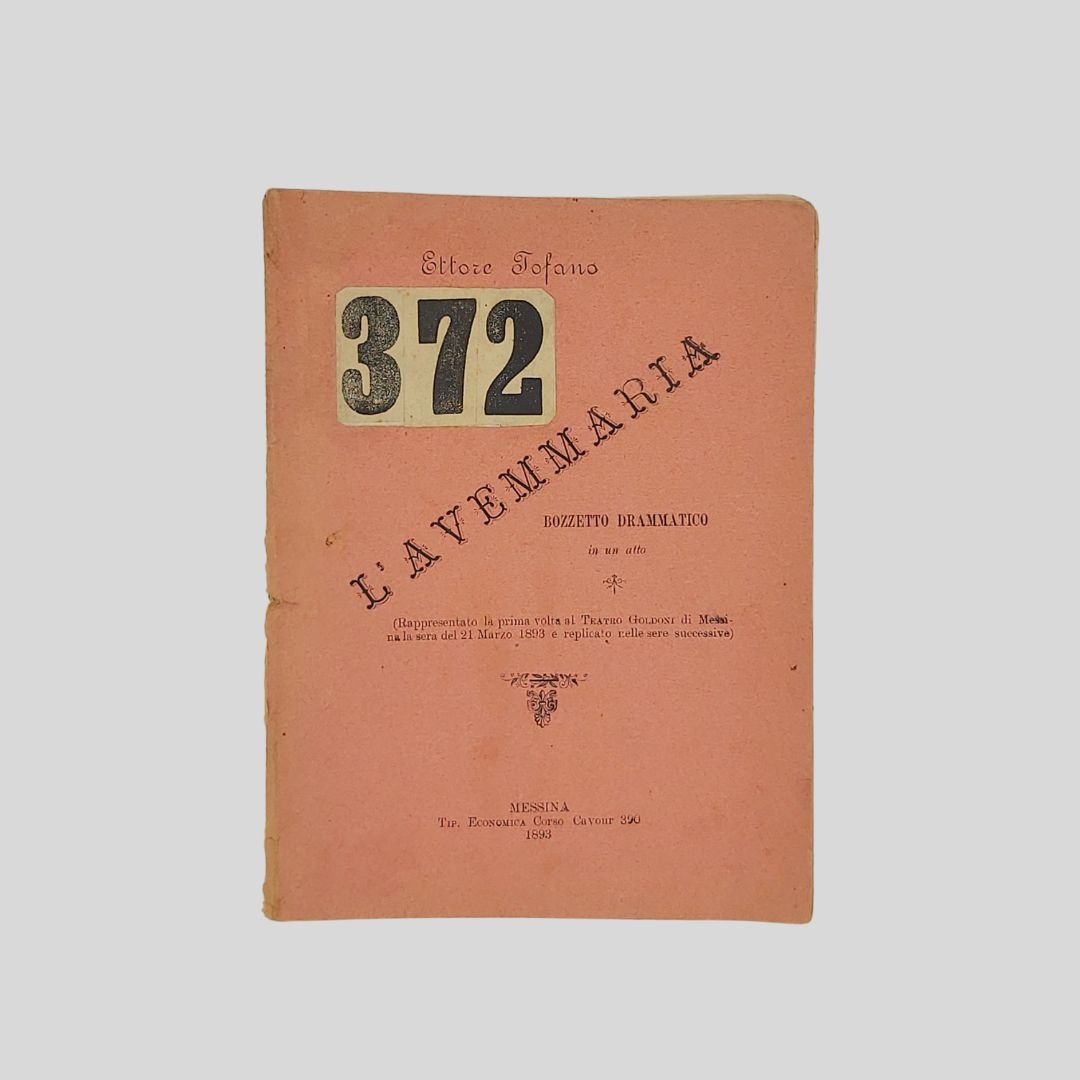 Ettore Tofano
372
L'AVEMMARIA
BOZZETTO DRAMMATICO
in un atto
(Rappresentato la prima volta al TEATRO GOLDONI di Messi-
na la sera del 21 Marzo 1893 e replicato nelle sere successive)
MESSINA
TIP. ECONOMICA Corso Cavour 390
1893